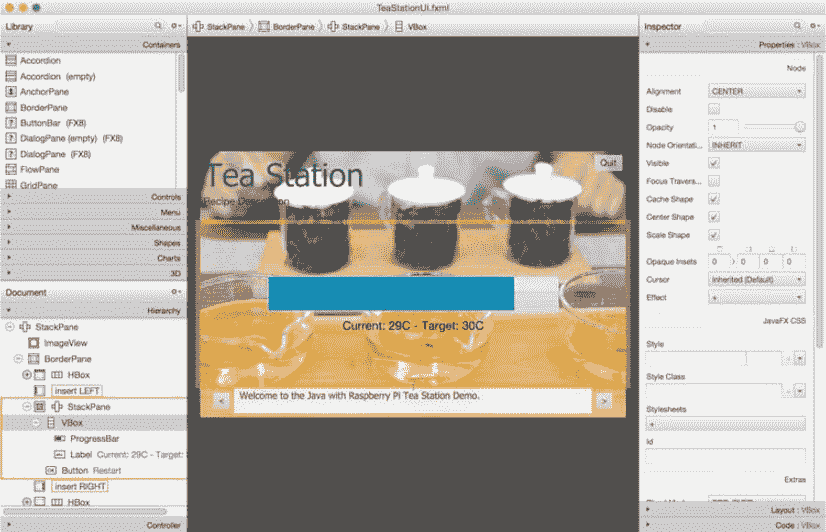 TeaStationUI.fxml
Library
Containers
Accordion
Accordion (empty)
AnchorPane
BorderPane
ButtonBar (FX8)
DialogPane (empty) (FX8)
DialogPane (FX8)
FlowPane
GridPane
Controls
Menu
Miscellaneous
Shapes
Charts
3D
Document
Hierarchy
StackPane
ImageView
BorderPane
HBox
insert LEFT
StackPane
VBox
ProgressBar
Label Current: 29C - Target:
Button Restart
insert RIGHT
HBox
Controller
StackPane BorderPane StackPane VBox
Quit
Tea Station
Current: 29C - Target: 30C
< Welcome to the Java with Raspberry Pi Tea Station Demo. >
Inspector
Properties : VBox
Node
Alignment CENTER
Disable
Opacity 1
Node Orientati... INHERIT
Visible
Focus Travers...
Cache Shape
Center Shape
Scale Shape
Opaque Insets 0 0 0 0
Cursor Inherited (Default)
Effect +
JavaFX CSS
Style
Style Class
Stylesheets
+
Id
Extras
Layout : VBox
Code : VBox